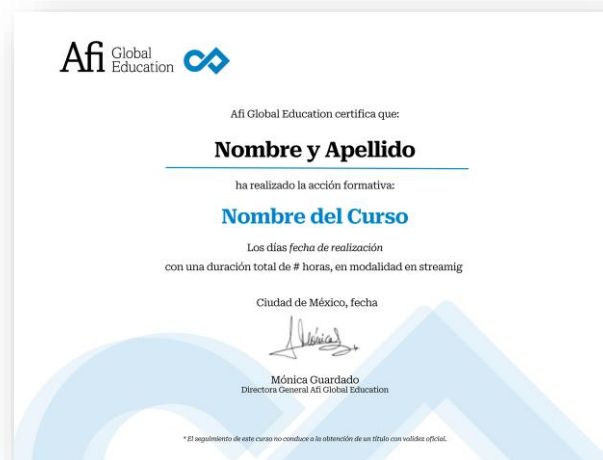 Afi Global
Education
Afi Global Education certifica que:
Nombre y Apellido
ha realizado la acción formativa:
Nombre del Curso
Los días fecha de realización
con una duración total de # horas, en modalidad en streamig
Ciudad de México, fecha
Mónica Guardado
Directora General Afi Global Education
* El seguimiento de este curso no conduce a la obtención de un título con validez oficial.